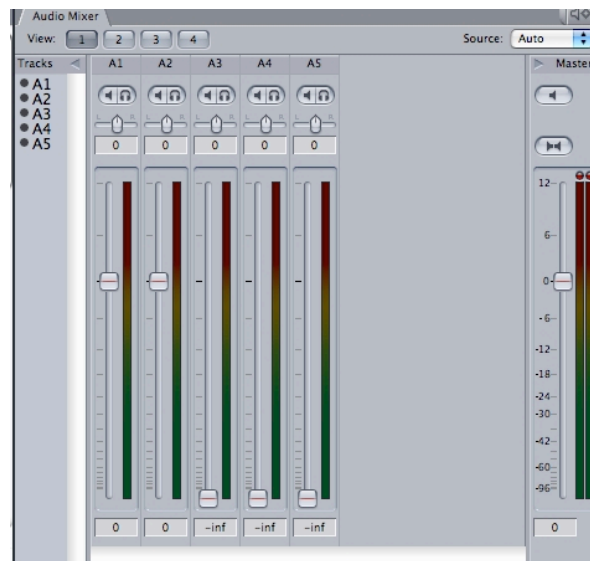 Audio Mixer
View: 1 2 3 4 Source: Auto
Tracks A1 A2 A3 A4 A5 Master
A1
A2
A3
A4
A5
L R L R L R L R L R
0 0 0 0 0
12
6
0
-6
-12
-18
-24
-30
-42
-60
-96
0 0 -inf -inf -inf 0